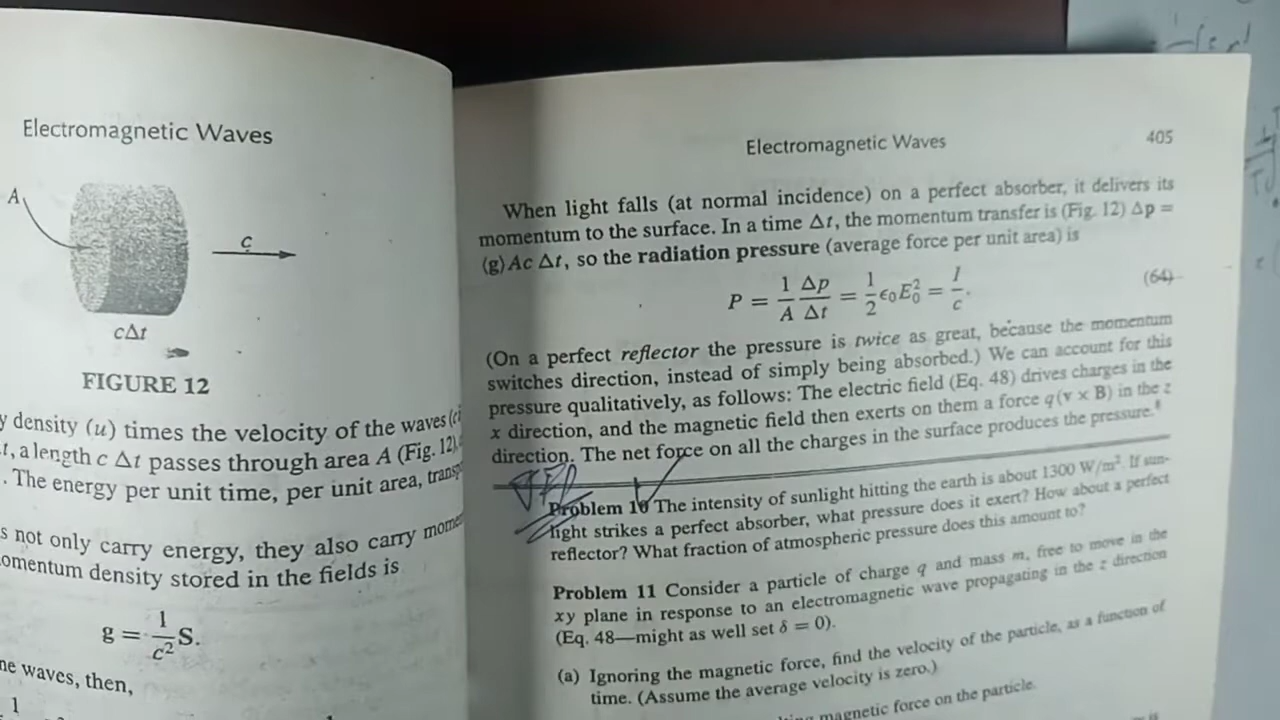 Electromagnetic Waves
A
c
cΔt
FIGURE 12
y density (u) times the velocity of the waves
t, a length c Δt passes through area A (Fig. 12),
. The energy per unit time, per unit area,
s not only carry energy, they also carry
omentum density stored in the fields is
g = 1/c² S.
he waves, then,
1
Electromagnetic Waves 405
When light falls (at normal incidence) on a perfect absorber, it delivers its
momentum to the surface. In a time Δt, the momentum transfer is (Fig. 12) Δp =
⟨g⟩Ac Δt, so the radiation pressure (average force per unit area) is
P = 1/A Δp/Δt = 1/2 ϵ₀E₀² = I/c. (64)
(On a perfect reflector the pressure is twice as great, because the momentum
switches direction, instead of simply being absorbed.) We can account for this
pressure qualitatively, as follows: The electric field (Eq. 48) drives charges in the
x direction, and the magnetic field then exerts on them a force q(v × B) in the z
direction. The net force on all the charges in the surface produces the pressure.⁸
Problem 10 The intensity of sunlight hitting the earth is about 1300 W/m². If sun-
light strikes a perfect absorber, what pressure does it exert? How about a perfect
reflector? What fraction of atmospheric pressure does this amount to?
Problem 11 Consider a particle of charge q and mass m, free to move in the
xy plane in response to an electromagnetic wave propagating in the z direction
(Eq. 48—might as well set δ = 0).
(a) Ignoring the magnetic force, find the velocity of the particle, as a function of
time. (Assume the average velocity is zero.)
magnetic force on the particle.